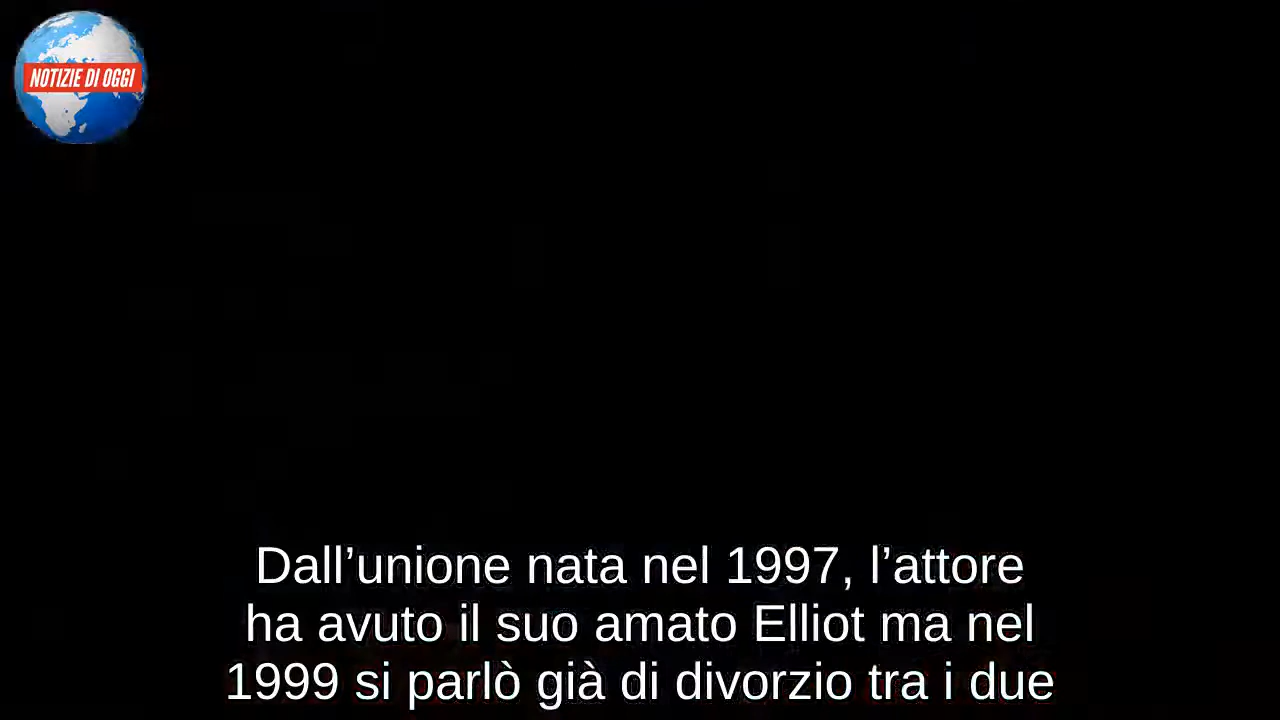 NOTIZIE DI OGGI
Dall’unione nata nel 1997, l’attore
ha avuto il suo amato Elliot ma nel
1999 si parlò già di divorzio tra i due